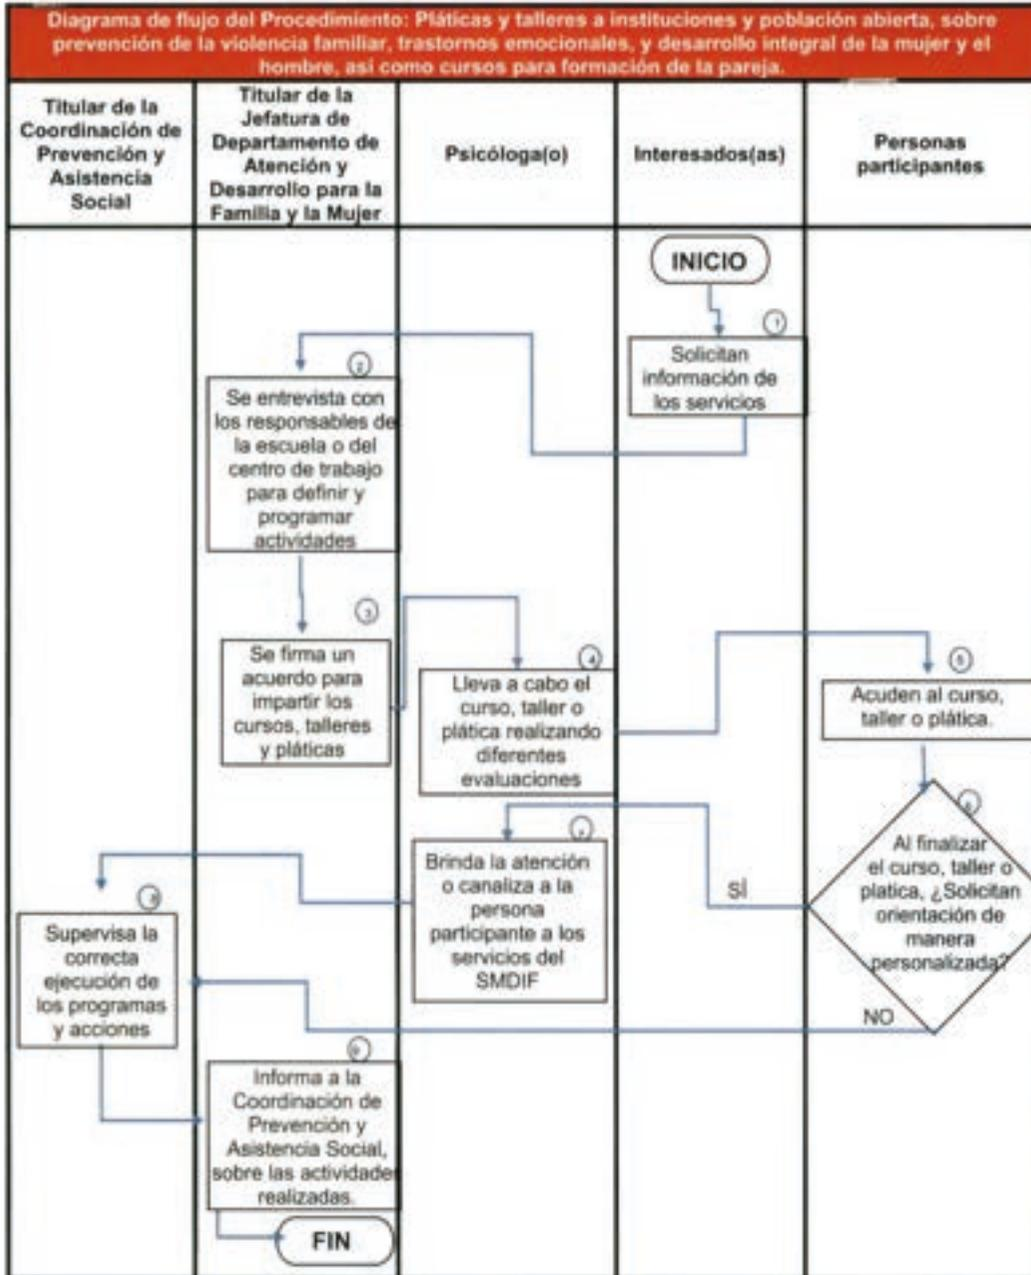 Diagrama de flujo del Procedimiento: Pláticas y talleres a instituciones y población abierta, sobre
prevención de la violencia familiar, trastornos emocionales, y desarrollo integral de la mujer y el
hombre, así como cursos para formación de la pareja.
Titular de la
Coordinación de
Prevención y
Asistencia
Social
Titular de la
Jefatura de
Departamento de
Atención y
Desarrollo para la
Familia y la Mujer
Psicóloga(o)
Interesados(as)
Personas
participantes
INICIO
1
Solicitan
información de
los servicios
2
Se entrevista con
los responsables de
la escuela o del
centro de trabajo
para definir y
programar
actividades
3
Se firma un
acuerdo para
impartir los
cursos, talleres
y pláticas
4
Lleva a cabo el
curso, taller o
plática realizando
diferentes
evaluaciones
5
Acuden al curso,
taller o plática.
6
Al finalizar
el curso, taller o
platica, ¿Solicitan
orientación de
manera
personalizada?
SÍ
NO
Brinda la atención
o canaliza a la
persona
participante a los
servicios del
SMDIF
8
Supervisa la
correcta
ejecución de
los programas
y acciones
9
Informa a la
Coordinación de
Prevención y
Asistencia Social,
sobre las actividades
realizadas.
FIN